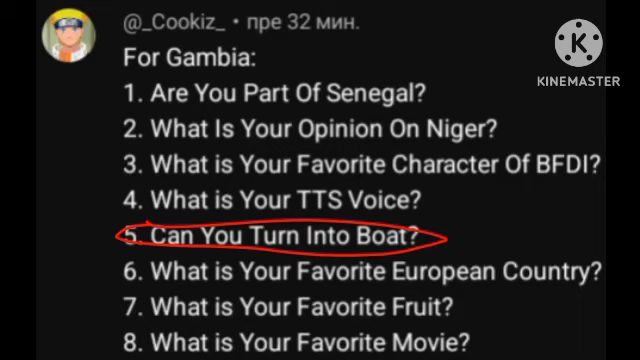 @_Cookiz_ • пре 32 мин.
For Gambia:
1. Are You Part Of Senegal?
2. What Is Your Opinion On Niger?
3. What is Your Favorite Character Of BFDI?
4. What is Your TTS Voice?
5. Can You Turn Into Boat?
6. What is Your Favorite European Country?
7. What is Your Favorite Fruit?
8. What is Your Favorite Movie?
K
KINEMASTER